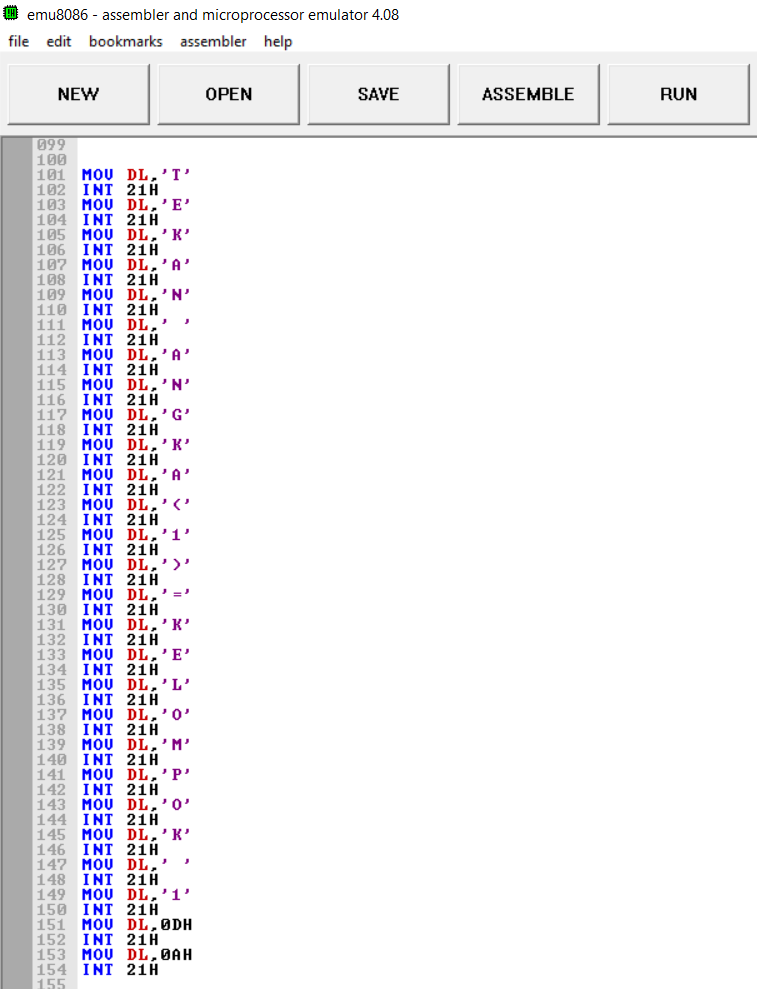 emu8086 - assembler and microprocessor emulator 4.08
file edit bookmarks assembler help
NEW OPEN SAVE ASSEMBLE RUN
099
100
101 MOV DL,'T'
102 INT 21H
103 MOV DL,'E'
104 INT 21H
105 MOV DL,'K'
106 INT 21H
107 MOV DL,'A'
108 INT 21H
109 MOV DL,'N'
110 INT 21H
111 MOV DL,' '
112 INT 21H
113 MOV DL,'A'
114 INT 21H
115 MOV DL,'N'
116 INT 21H
117 MOV DL,'G'
118 INT 21H
119 MOV DL,'K'
120 INT 21H
121 MOV DL,'A'
122 INT 21H
123 MOV DL,'('
124 INT 21H
125 MOV DL,'1'
126 INT 21H
127 MOV DL,')'
128 INT 21H
129 MOV DL,'='
130 INT 21H
131 MOV DL,'K'
132 INT 21H
133 MOV DL,'E'
134 INT 21H
135 MOV DL,'L'
136 INT 21H
137 MOV DL,'O'
138 INT 21H
139 MOV DL,'M'
140 INT 21H
141 MOV DL,'P'
142 INT 21H
143 MOV DL,'O'
144 INT 21H
145 MOV DL,'K'
146 INT 21H
147 MOV DL,' '
148 INT 21H
149 MOV DL,'1'
150 INT 21H
151 MOV DL,0DH
152 INT 21H
153 MOV DL,0AH
154 INT 21H
155